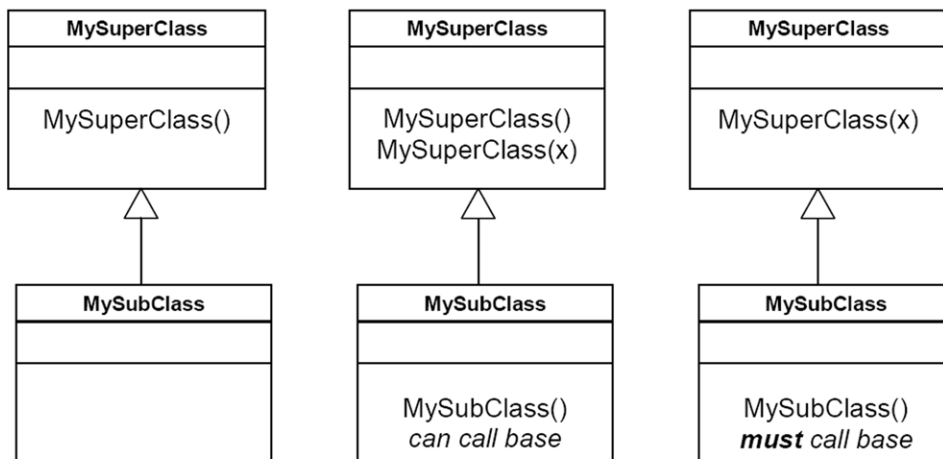 MySuperClass
MySuperClass()
MySubClass
MySuperClass
MySuperClass()
MySuperClass(x)
MySubClass
MySubClass()
can call base
MySuperClass
MySuperClass(x)
MySubClass
MySubClass()
must call base